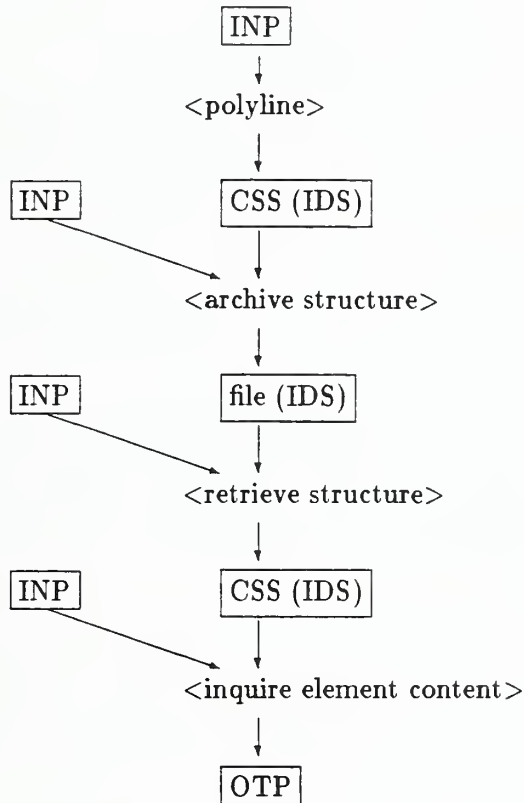 INP
<polyline>
INP CSS (IDS)
<archive structure>
INP file (IDS)
<retrieve structure>
INP CSS (IDS)
<inquire element content>
OTP